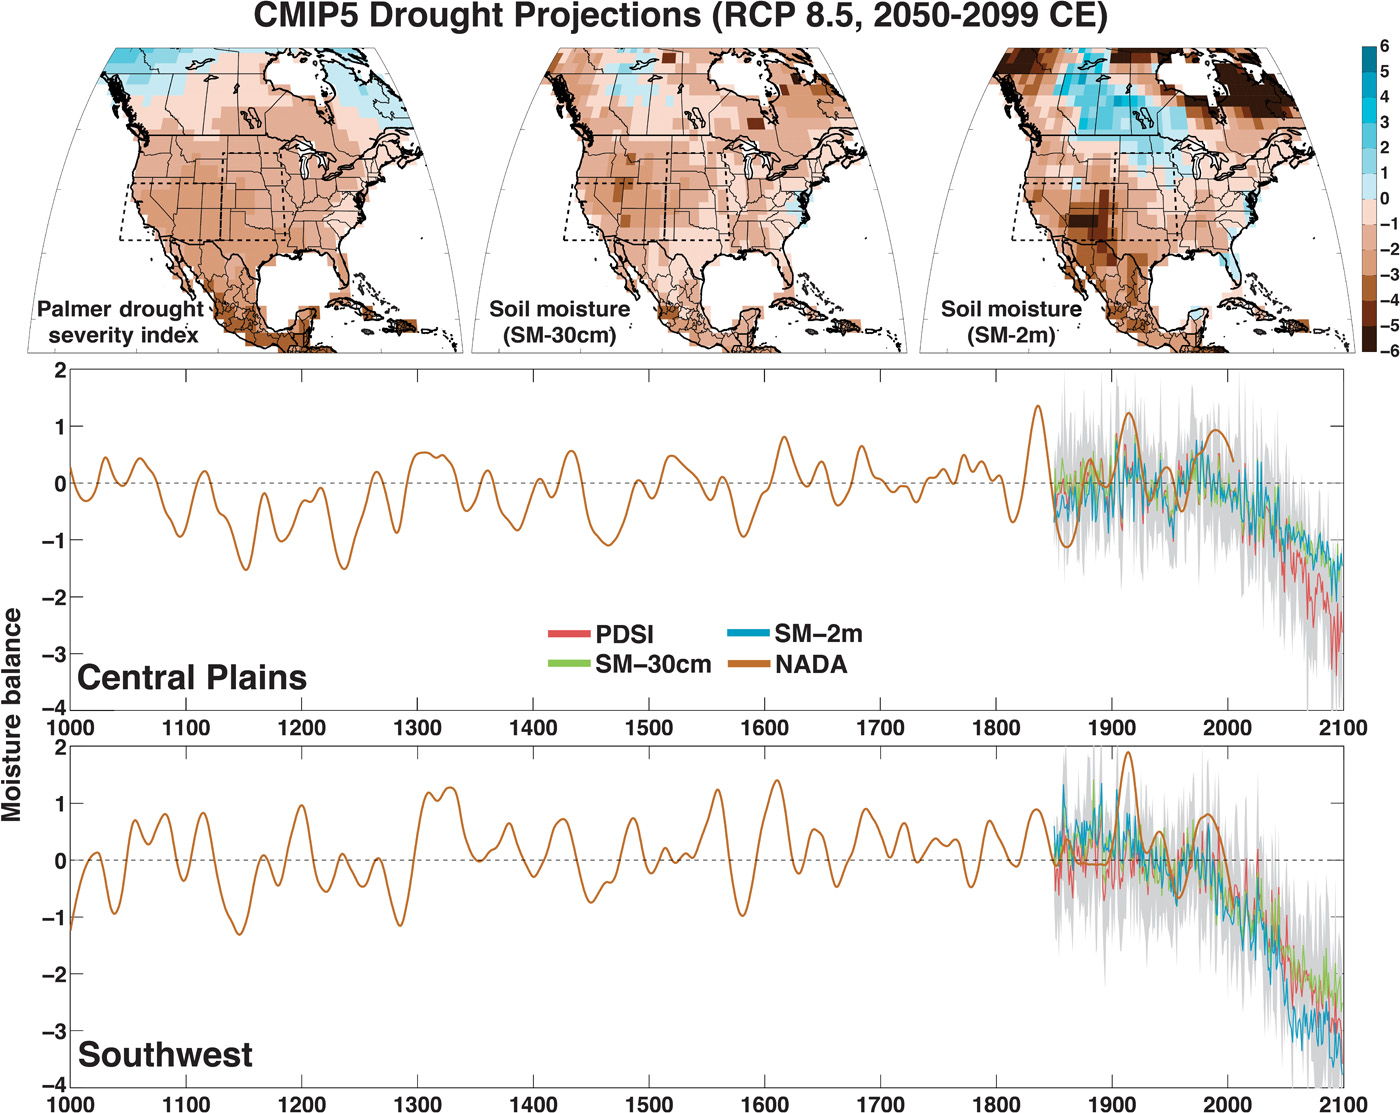 CMIP5 Drought Projections (RCP 8.5, 2050-2099 CE)
Palmer drought
severity index
Soil moisture
(SM-30cm)
Soil moisture
(SM-2m)
6
5
4
3
2
1
0
−1
−2
−3
−4
−5
−6
Moisture balance
2
1
0
−1
−2
−3
−4
PDSI
SM−2m
SM−30cm
NADA
Central Plains
1000 1100 1200 1300 1400 1500 1600 1700 1800 1900 2000 2100
2
1
0
−1
−2
−3
−4
Southwest
1000 1100 1200 1300 1400 1500 1600 1700 1800 1900 2000 2100